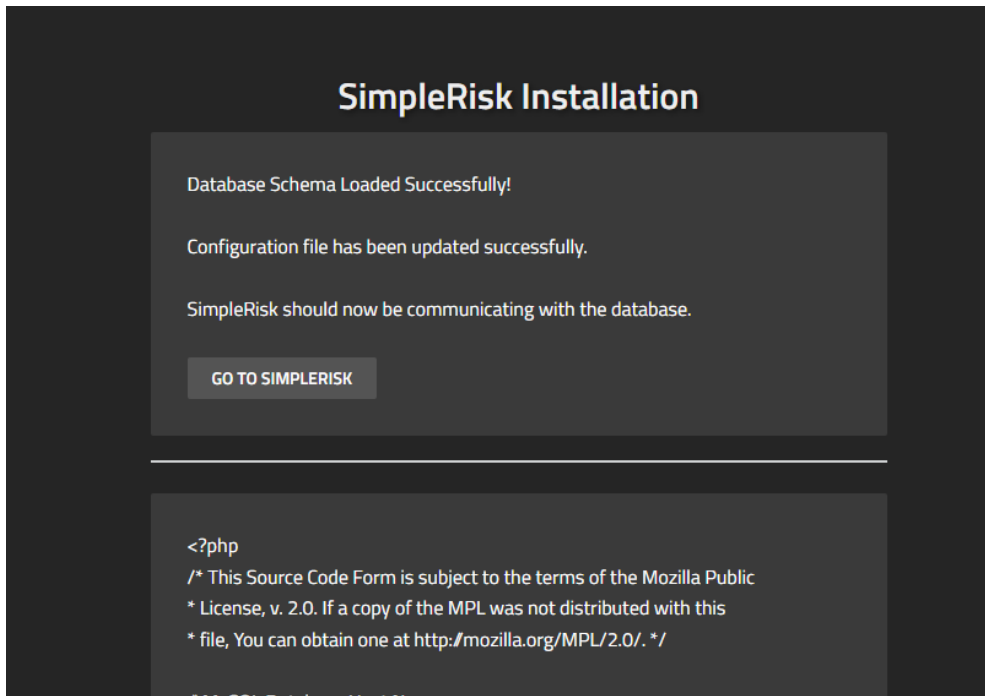 SimpleRisk Installation
Database Schema Loaded Successfully!
Configuration file has been updated successfully.
SimpleRisk should now be communicating with the database.
GO TO SIMPLERISK
<?php
/* This Source Code Form is subject to the terms of the Mozilla Public
* License, v. 2.0. If a copy of the MPL was not distributed with this
* file, You can obtain one at http://mozilla.org/MPL/2.0/. */